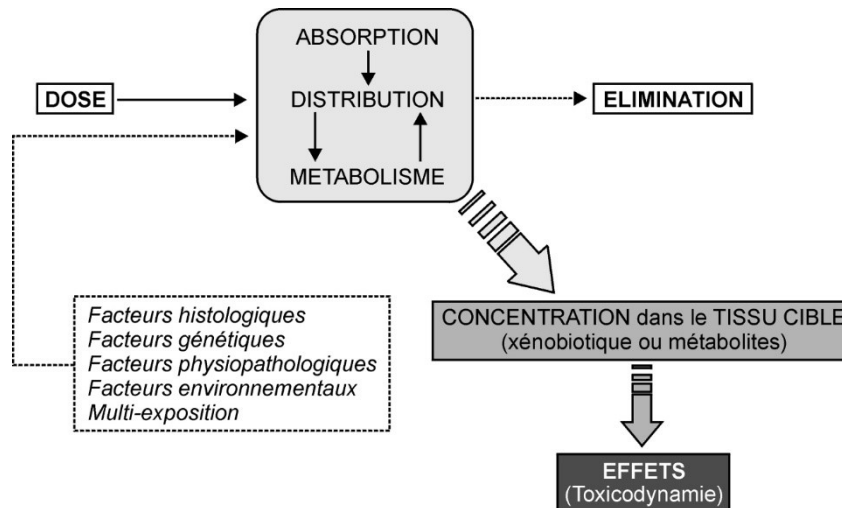 ABSORPTION
DOSE
DISTRIBUTION
ELIMINATION
METABOLISME
Facteurs histologiques
Facteurs génétiques
Facteurs physiopathologiques
Facteurs environnementaux
Multi-exposition
CONCENTRATION dans le TISSU CIBLE
(xénobiotique ou métabolites)
EFFETS
(Toxicodynamie)